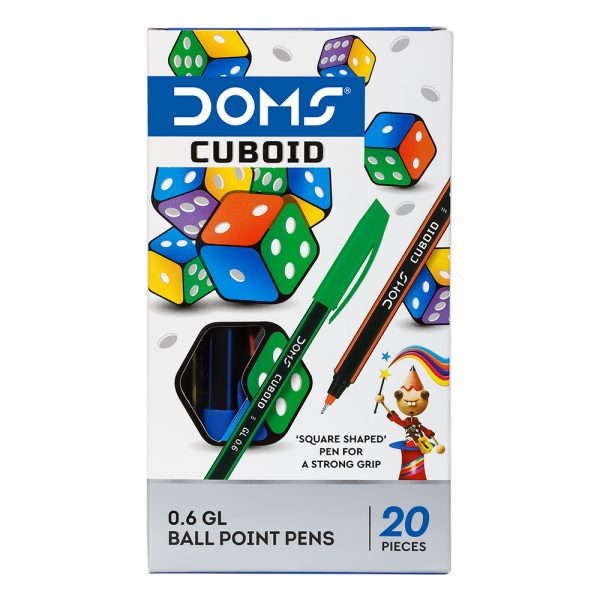 DOMS®
CUBOID
DOMS CUBOID
DOMS CUBOID GL 0.6
'SQUARE SHAPED'
PEN FOR
A STRONG GRIP
0.6 GL
BALL POINT PENS
20
PIECES